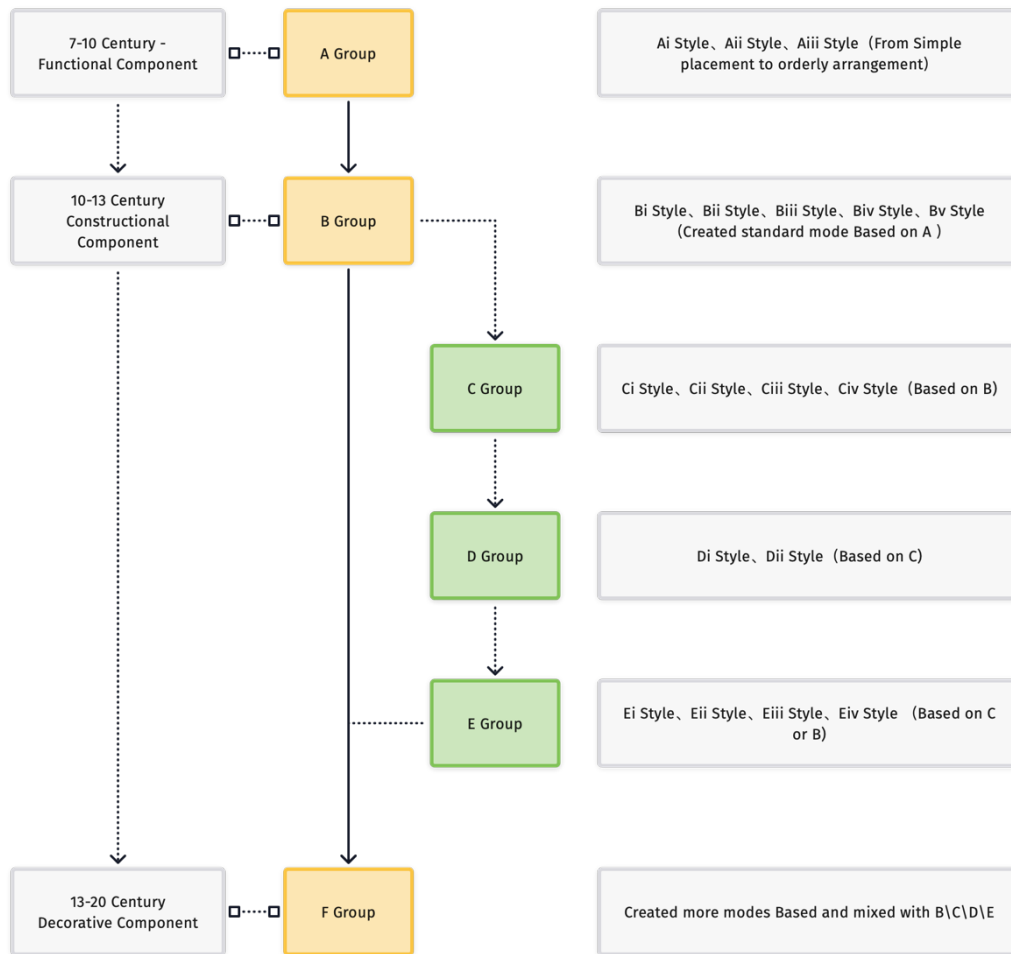 7-10 Century -
Functional Component
A Group
Ai Style、Aii Style、Aiii Style（From Simple
placement to orderly arrangement）
10-13 Century
Constructional
Component
B Group
Bi Style、Bii Style、Biii Style、Biv Style、Bv Style
（Created standard mode Based on A ）
C Group
Ci Style、Cii Style、Ciii Style、Civ Style（Based on B）
D Group
Di Style、Dii Style（Based on C）
E Group
Ei Style、Eii Style、Eiii Style、Eiv Style （Based on C
or B）
13-20 Century
Decorative Component
F Group
Created more modes Based and mixed with B\C\D\E